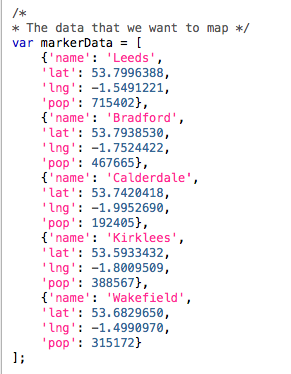 /*
* The data that we want to map */
var markerData = [
{'name': 'Leeds',
'lat': 53.7996388,
'lng': -1.5491221,
'pop': 715402},
{'name': 'Bradford',
'lat': 53.7938530,
'lng': -1.7524422,
'pop': 467665},
{'name': 'Calderdale',
'lat': 53.7420418,
'lng': -1.9952690,
'pop': 192405},
{'name': 'Kirklees',
'lat': 53.5933432,
'lng': -1.8009509,
'pop': 388567},
{'name': 'Wakefield',
'lat': 53.6829650,
'lng': -1.4990970,
'pop': 315172}
];